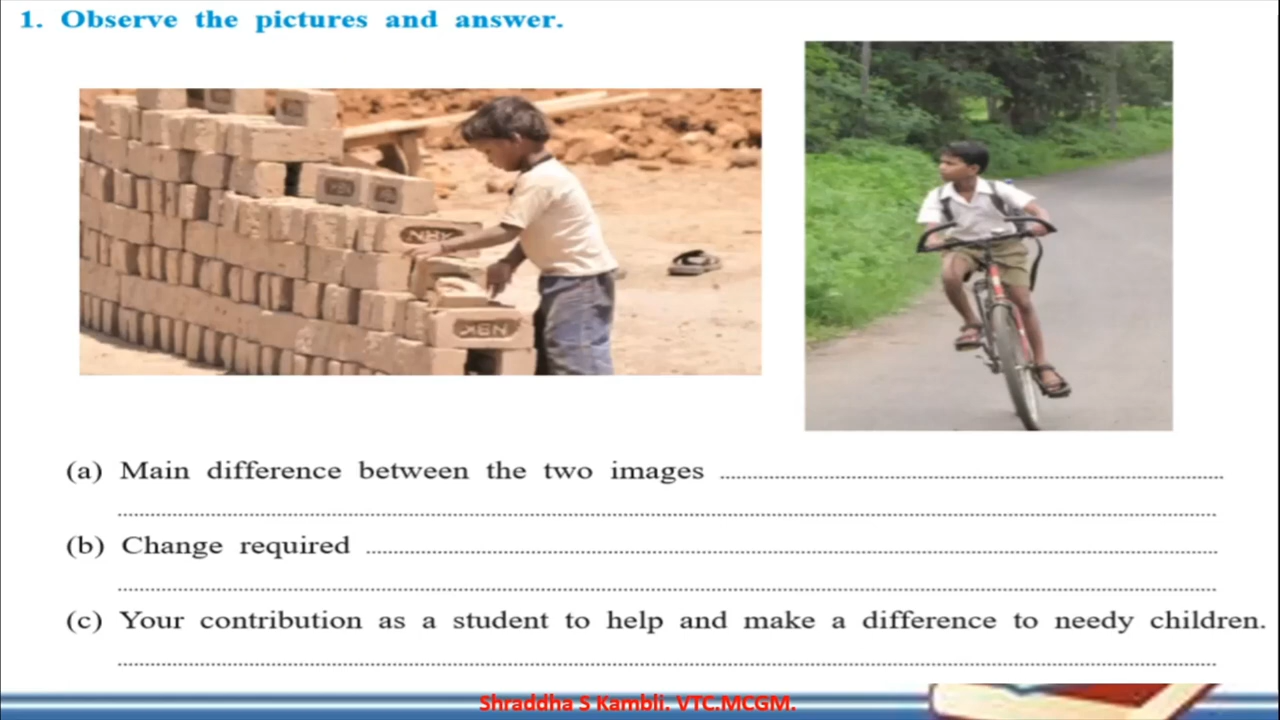 1. Observe the pictures and answer.
(a) Main difference between the two images
(b) Change required
(c) Your contribution as a student to help and make a difference to needy children.
Shraddha S Kambli. VTC.MCGM.